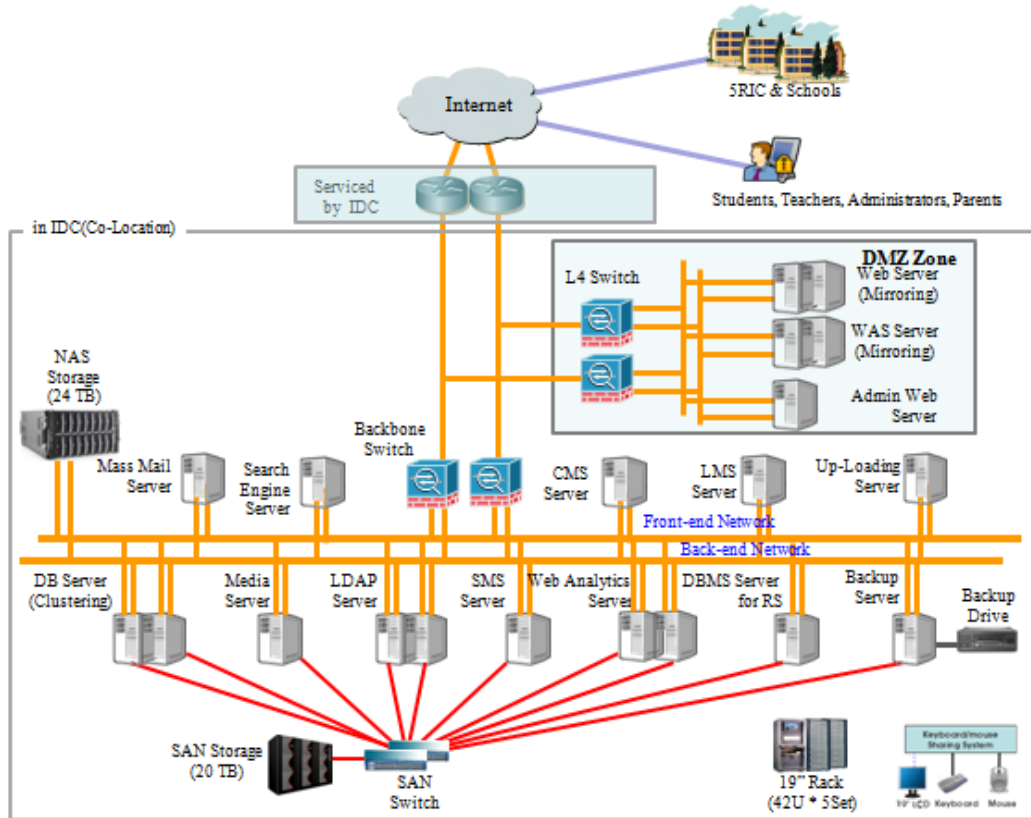 5RIC & Schools
Internet
Students, Teachers, Administrators, Parents
Serviced
by IDC
in IDC(Co-Location)
DMZ Zone
L4 Switch
Web Server
(Mirroring)
WAS Server
(Mirroring)
Admin Web
Server
NAS
Storage
(24 TB)
Backbone
Switch
Mass Mail
Server
Search
Engine
Server
CMS
Server
LMS
Server
Up-Loading
Server
Front-end Network
Back-end Network
DB Server
(Clustering)
Media
Server
LDAP
Server
SMS
Server
Web Analytics
Server
DBMS Server
for RS
Backup
Server
Backup
Drive
SAN Storage
(20 TB)
SAN
Switch
19" Rack
(42U * 5Set)
Keyboard/mouse
Sharing System
19" LCD
Keyboard
Mouse